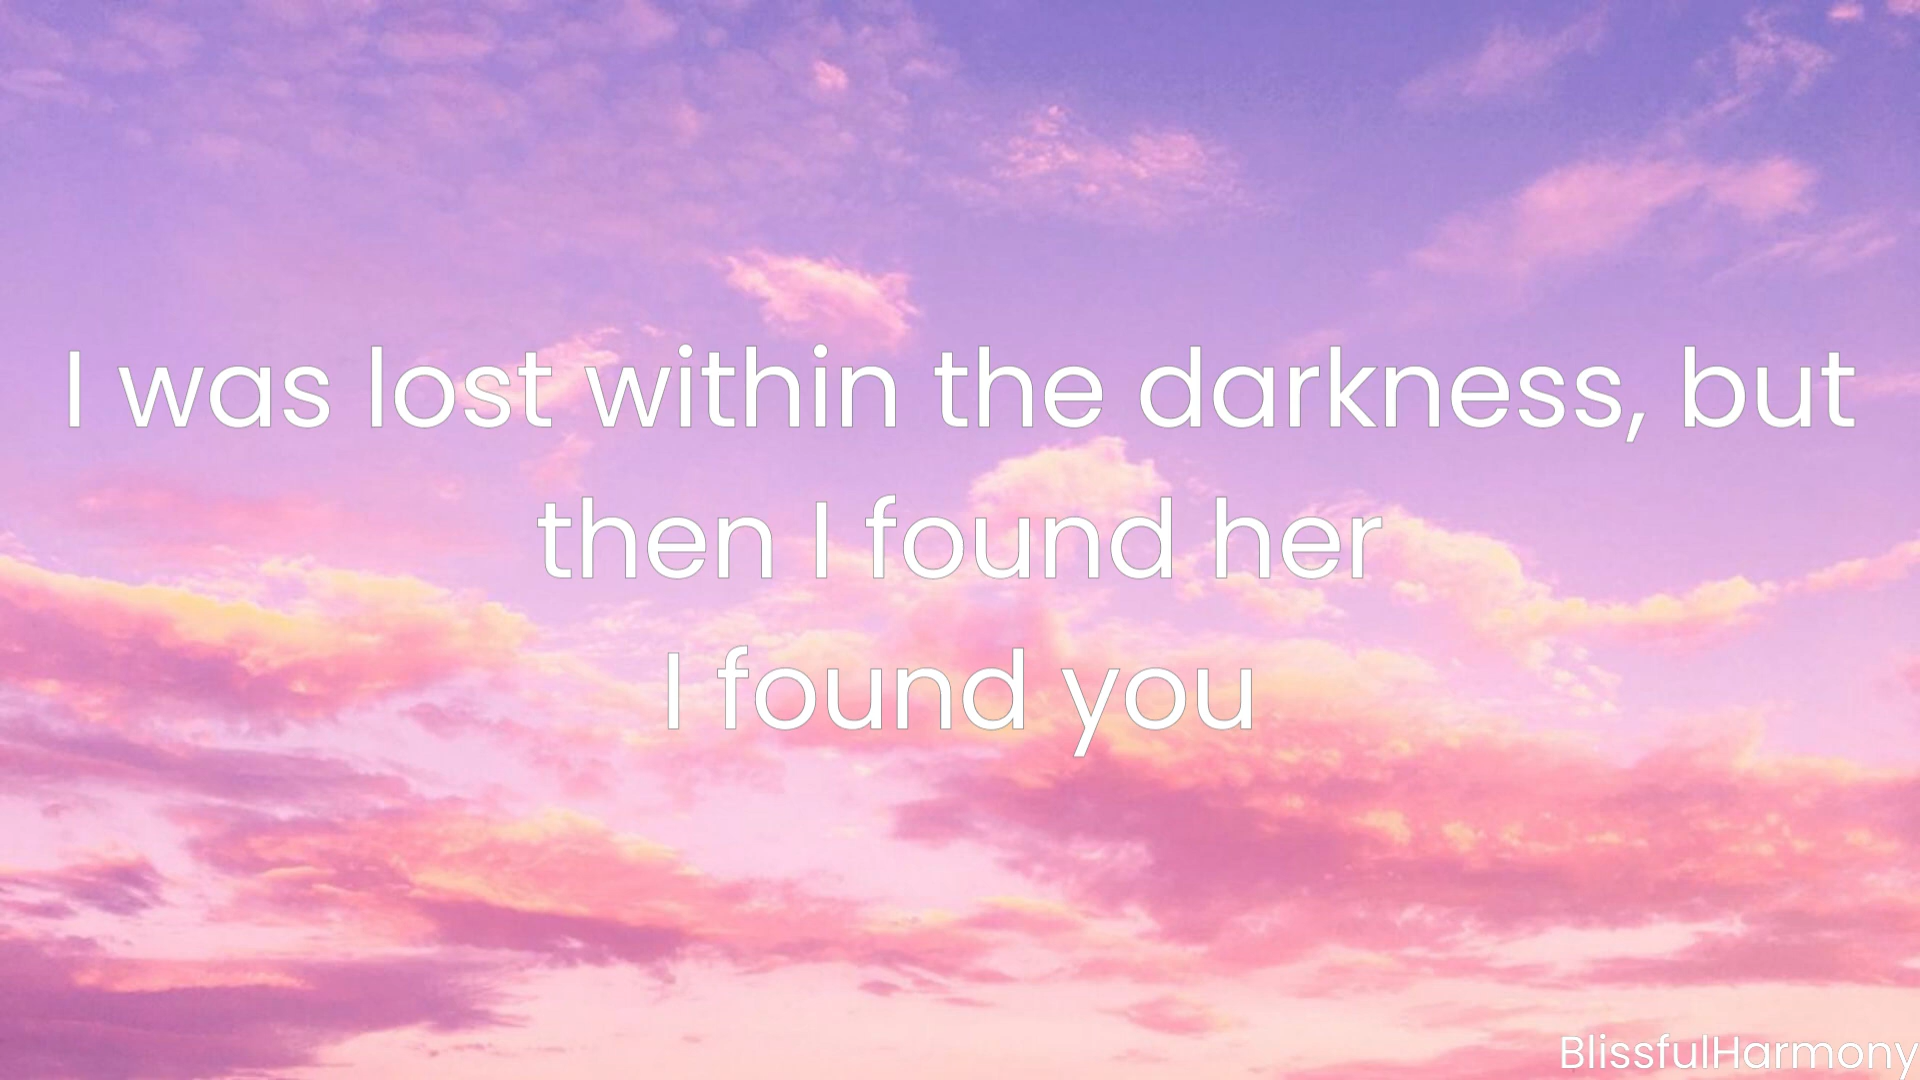 I was lost within the darkness, but
then I found her
I found you
BlissfulHarmony